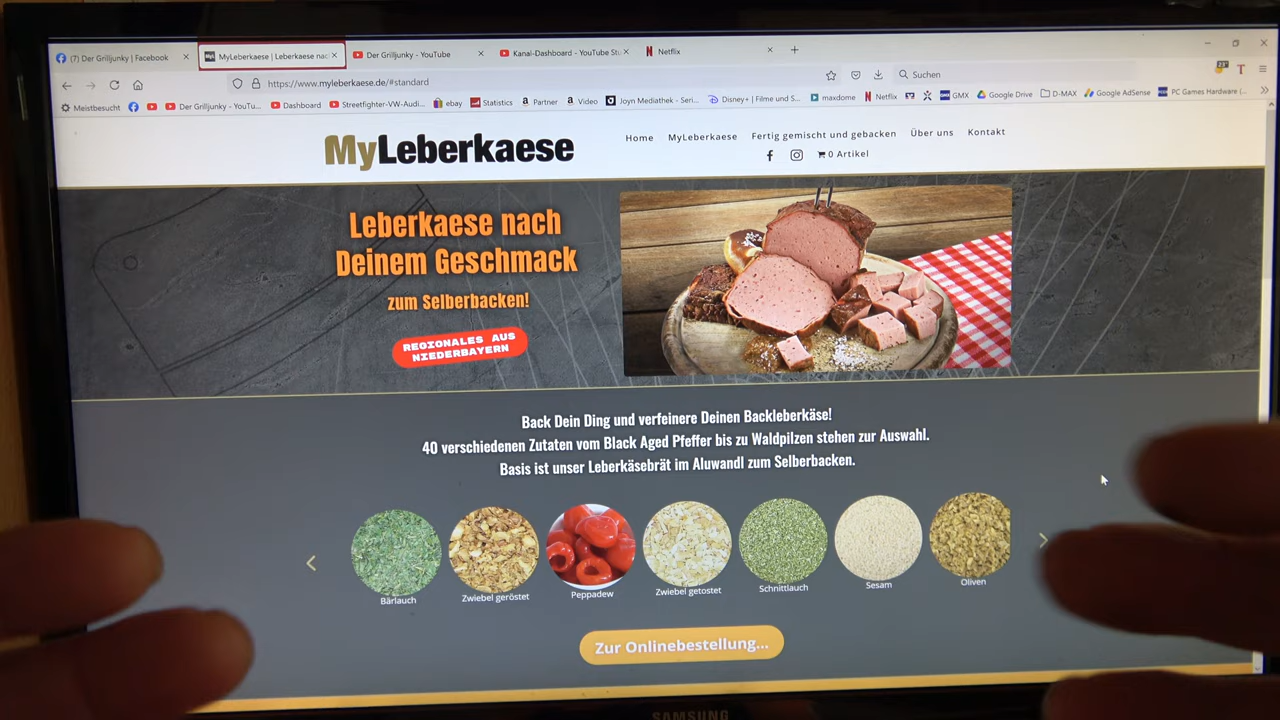 (7) Der Grilljunky | Facebook
MyLeberkaese | Leberkaese nac
Der Grilljunky - YouTube
Kanal-Dashboard - YouTube Stu
Netflix
https://www.myleberkaese.de/#standard
Suchen
Meistbesucht
Der Grilljunky - YouTu...
Dashboard
Streetfighter-VW-Audi...
ebay
Statistics
Partner
Video
Joyn Mediathek - Seri...
Disney+ | Filme und S...
maxdome
Netflix
GMX
Google Drive
D-MAX
Google AdSense
PC Games Hardware (...
MyLeberkaese
Home MyLeberkaese Fertig gemischt und gebacken Über uns Kontakt
0 Artikel
Leberkaese nach
Deinem Geschmack
zum Selberbacken!
REGIONALES AUS
NIEDERBAYERN
Back Dein Ding und verfeinere Deinen Backleberkäse!
40 verschiedenen Zutaten vom Black Aged Pfeffer bis zu Waldpilzen stehen zur Auswahl.
Basis ist unser Leberkäsebrät im Aluwandl zum Selberbacken.
Bärlauch
Zwiebel geröstet
Peppadew
Zwiebel getostet
Schnittlauch
Sesam
Oliven
Zur Onlinebestellung...
SAMSUNG